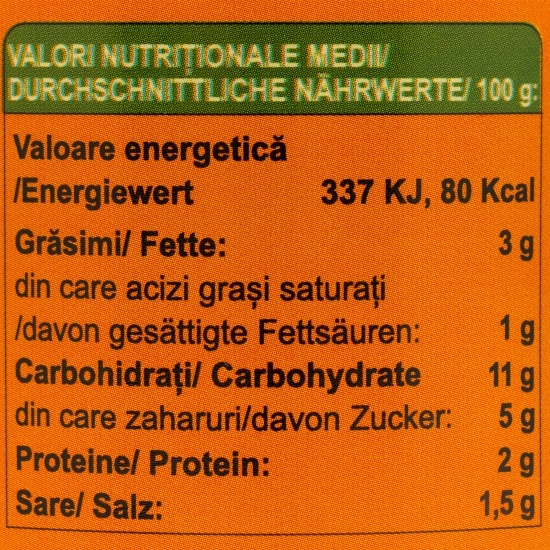 VALORI NUTRIȚIONALE MEDII/
DURCHSCHNITTLICHE NÄHRWERTE/ 100 g:
Valoare energetică
/Energiewert 337 KJ, 80 Kcal
Grăsimi/ Fette: 3 g
din care acizi grași saturați
/davon gesättigte Fettsäuren: 1 g
Carbohidrați/ Carbohydrate 11 g
din care zaharuri/davon Zucker: 5 g
Proteine/ Protein: 2 g
Sare/ Salz: 1,5 g